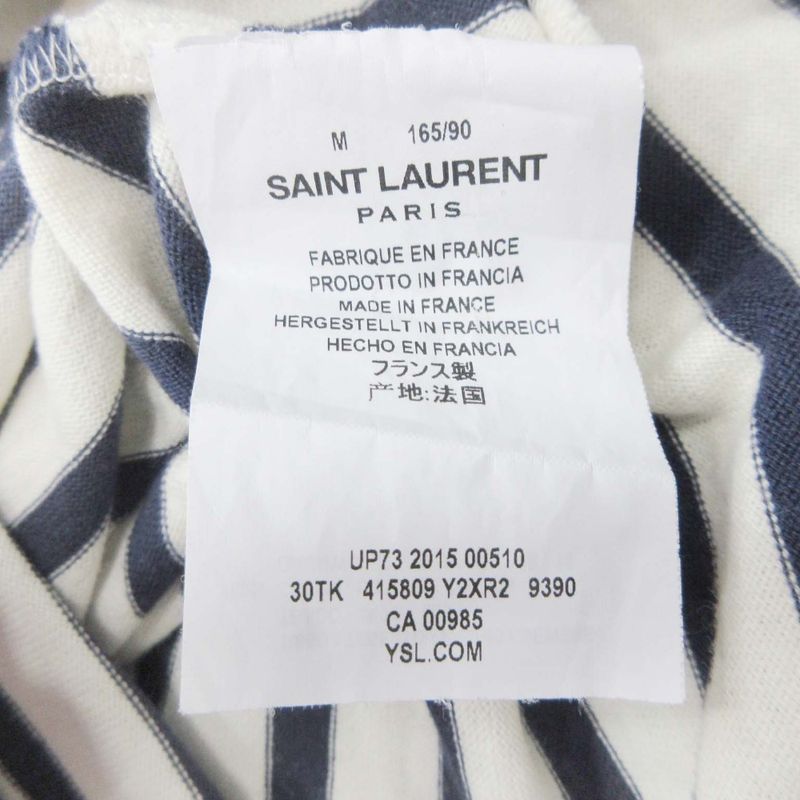 M 165/90
SAINT LAURENT
PARIS
FABRIQUE EN FRANCE
PRODOTTO IN FRANCIA
MADE IN FRANCE
HERGESTELLT IN FRANKREICH
HECHO EN FRANCIA
フランス製
产地:法国
UP73 2015 00510
30TK 415809 Y2XR2 9390
CA 00985
YSL.COM